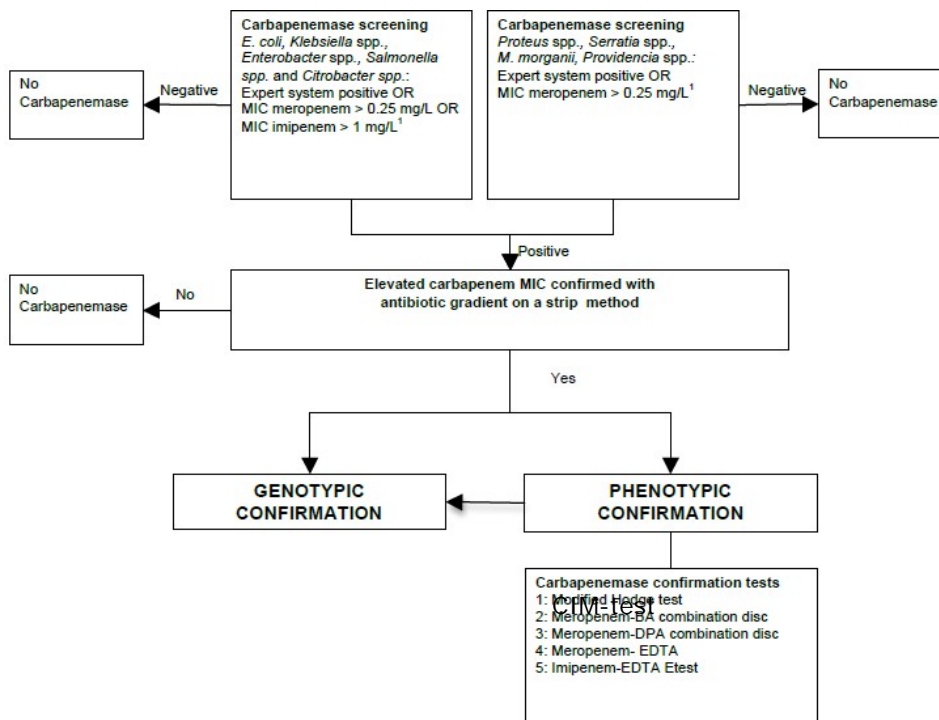 Carbapenemase screening
E. coli, Klebsiella spp.,
Enterobacter spp., Salmonella
spp. and Citrobacter spp.:
Expert system positive OR
MIC meropenem > 0.25 mg/L OR
MIC imipenem > 1 mg/L¹
Carbapenemase screening
Proteus spp., Serratia spp.,
M. morganii, Providencia spp.:
Expert system positive OR
MIC meropenem > 0.25 mg/L¹
No
Carbapenemase
Negative
Negative
No
Carbapenemase
Positive
Elevated carbapenem MIC confirmed with
antibiotic gradient on a strip method
No
No
Carbapenemase
Yes
GENOTYPIC
CONFIRMATION
PHENOTYPIC
CONFIRMATION
Carbapenemase confirmation tests
1: Modified Hodge test
CIM-test
2: Meropenem-BA combination disc
3: Meropenem-DPA combination disc
4: Meropenem- EDTA
5: Imipenem-EDTA Etest